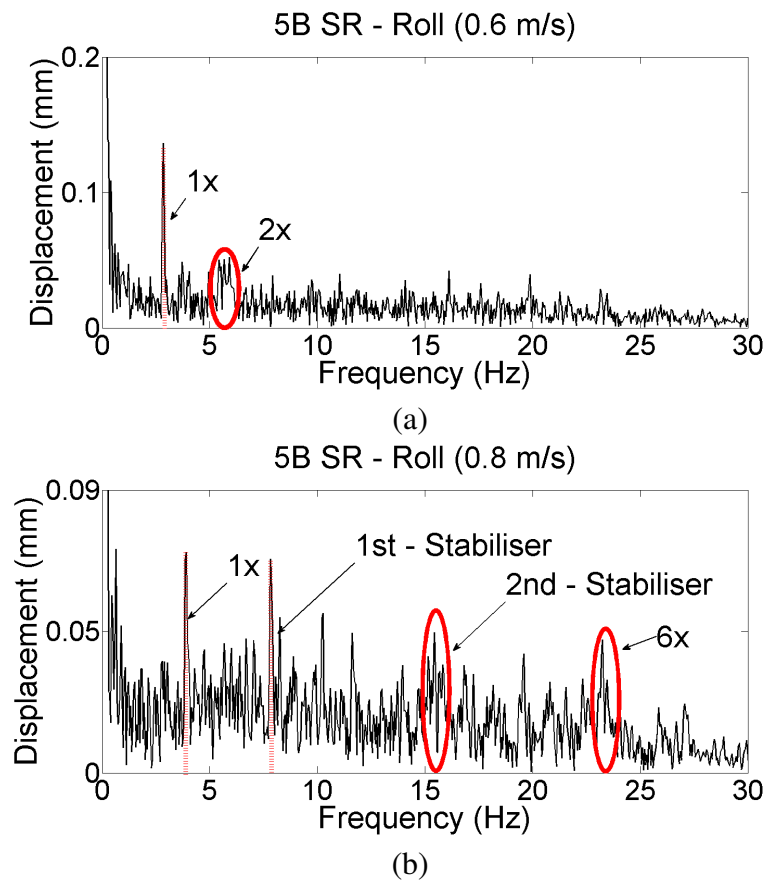 5B SR - Roll (0.6 m/s)
0.2
0.1
0
Displacement (mm)
1x
2x
0 5 10 15 20 25 30
Frequency (Hz)
(a)
5B SR - Roll (0.8 m/s)
0.09
0.05
0
Displacement (mm)
1x
1st - Stabiliser
2nd - Stabiliser
6x
0 5 10 15 20 25 30
Frequency (Hz)
(b)